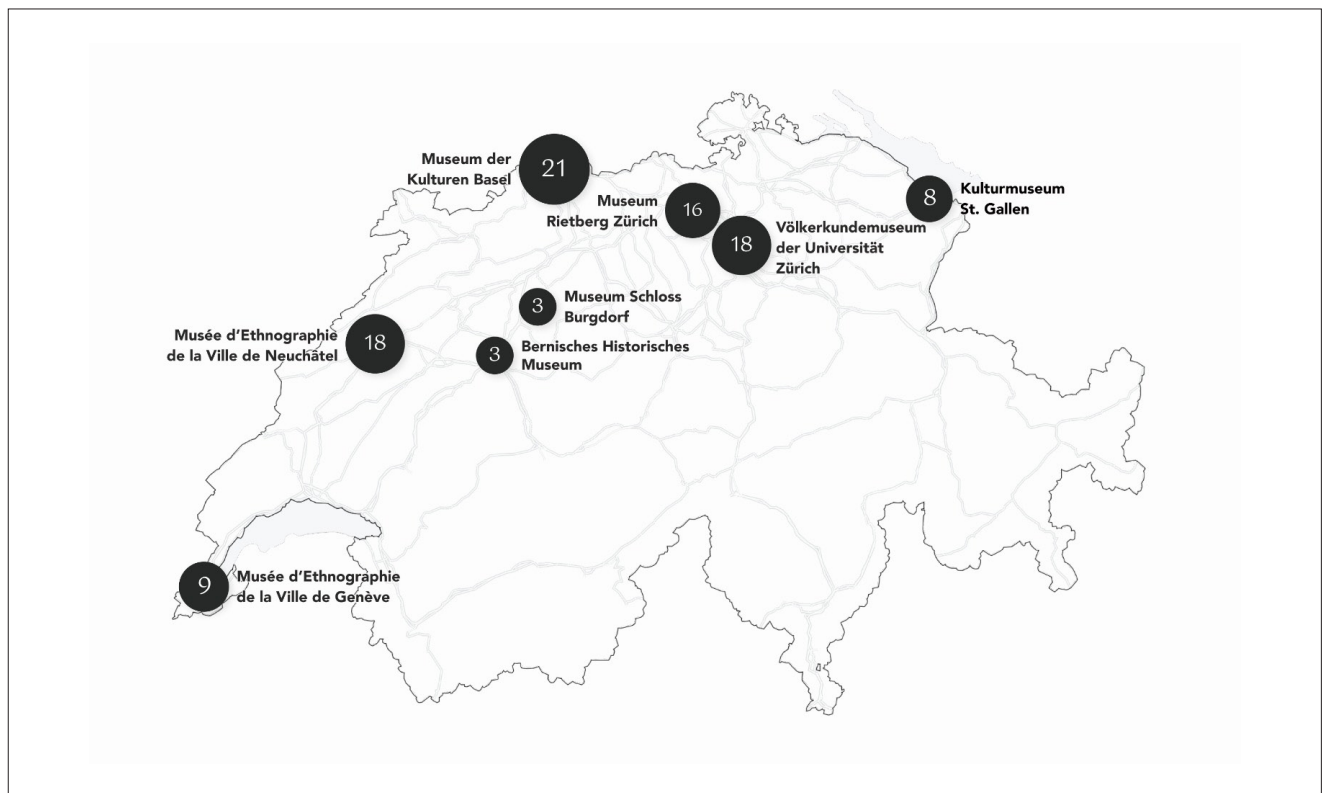 Museum der
Kulturen Basel
21
Museum
Rietberg Zürich
16
8
Kulturmuseum
St. Gallen
18
Völkerkundemuseum
der Universität
Zürich
3
Museum Schloss
Burgdorf
Musée d’Ethnographie
de la Ville de Neuchâtel
18
3
Bernisches Historisches
Museum
9
Musée d’Ethnographie
de la Ville de Genève